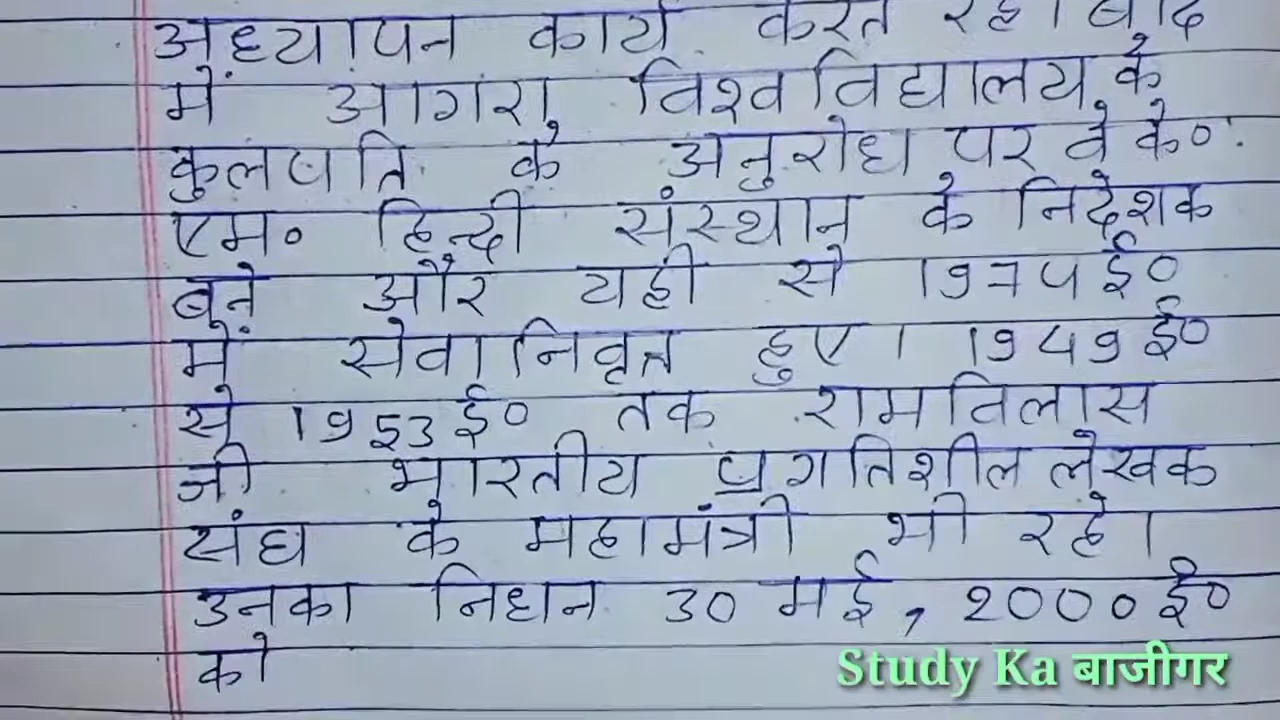 अध्यापन कार्य करते रहे। बाद
में आगरा विश्वविद्यालय के
कुलपति के अनुरोध पर वे के०
एम० हिन्दी संस्थान के निदेशक
बने और यही से 1974 ई०
में सेवानिवृत्त हुए। 1949 ई०
से 1953 ई० तक रामविलास
जी भारतीय प्रगतिशील लेखक
संघ के महामंत्री भी रहे।
उनका निधन 30 मई, 2000 ई०
को
Study Ka बाजीगर